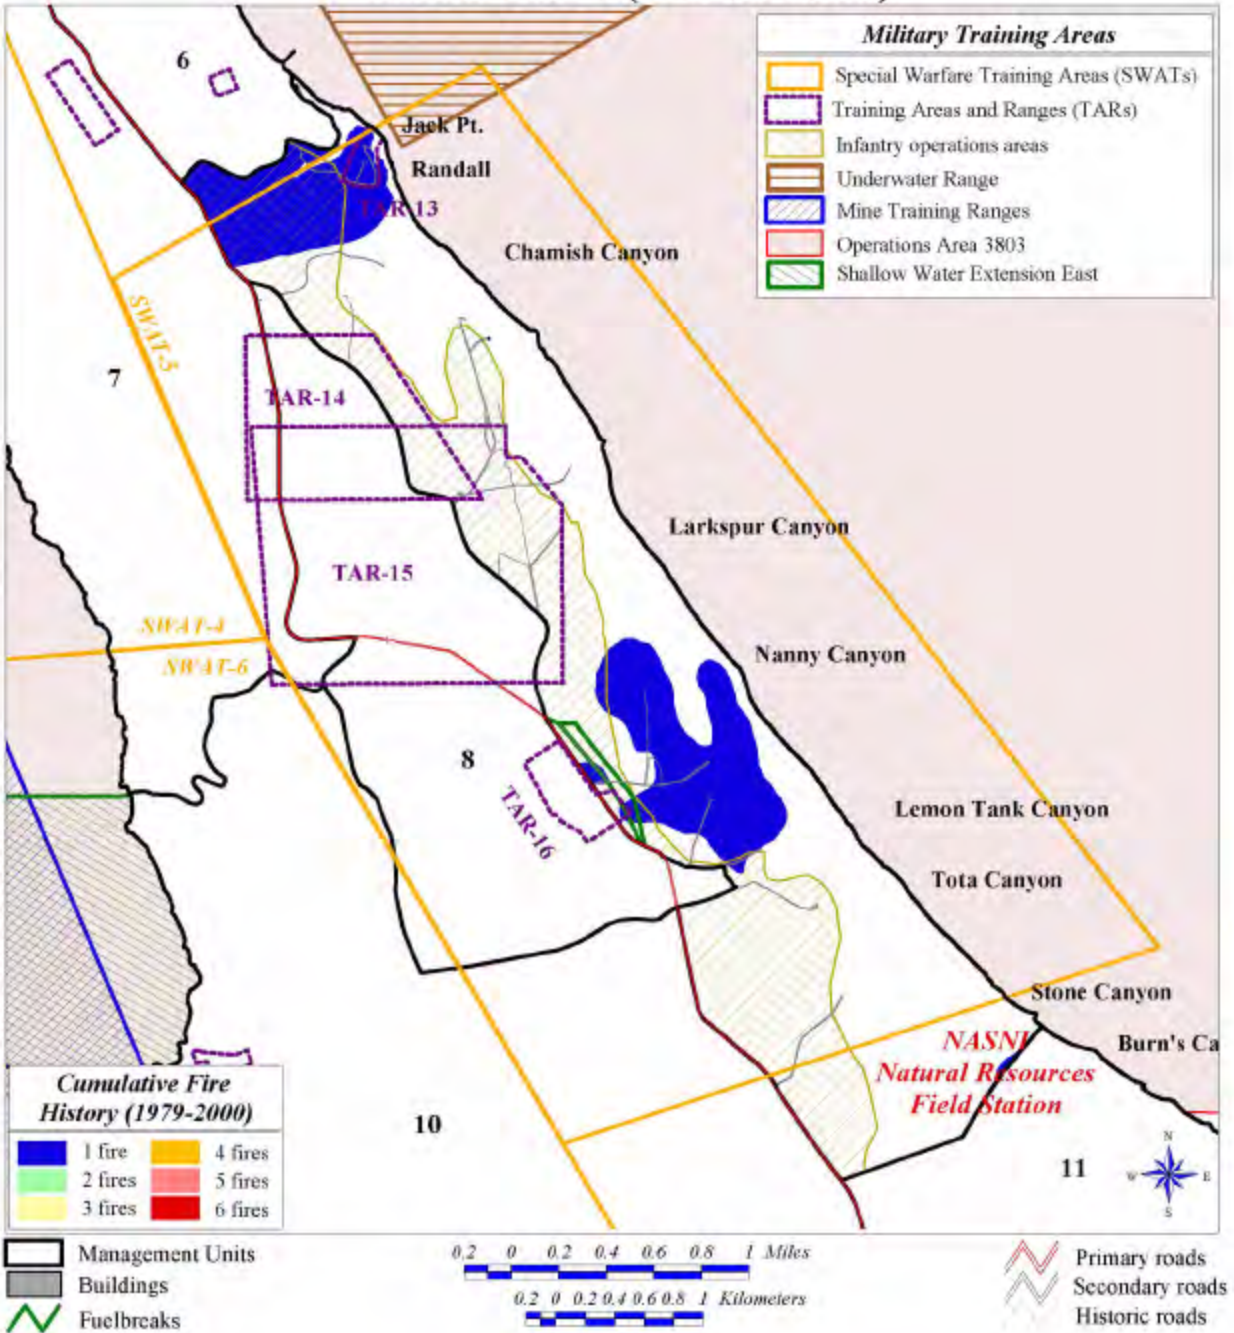 Military Training Areas
Special Warfare Training Areas (SWATs)
Training Areas and Ranges (TARs)
Infantry operations areas
Underwater Range
Mine Training Ranges
Operations Area 3803
Shallow Water Extension East
6
Jack Pt.
Randall
TAR-13
Chamish Canyon
SWAT-5
7
TAR-14
Larkspur Canyon
TAR-15
SWAT-4
SWAT-6
Nanny Canyon
8
TAR-16
Lemon Tank Canyon
Tota Canyon
Stone Canyon
NASNI
Natural Resources
Field Station
Burn's Ca
10
11
N
W E
S
Cumulative Fire
History (1979-2000)
1 fire 4 fires
2 fires 5 fires
3 fires 6 fires
Management Units
Buildings
Fuelbreaks
0.2 0 0.2 0.4 0.6 0.8 1 Miles
0.2 0 0.2 0.4 0.6 0.8 1 Kilometers
Primary roads
Secondary roads
Historic roads